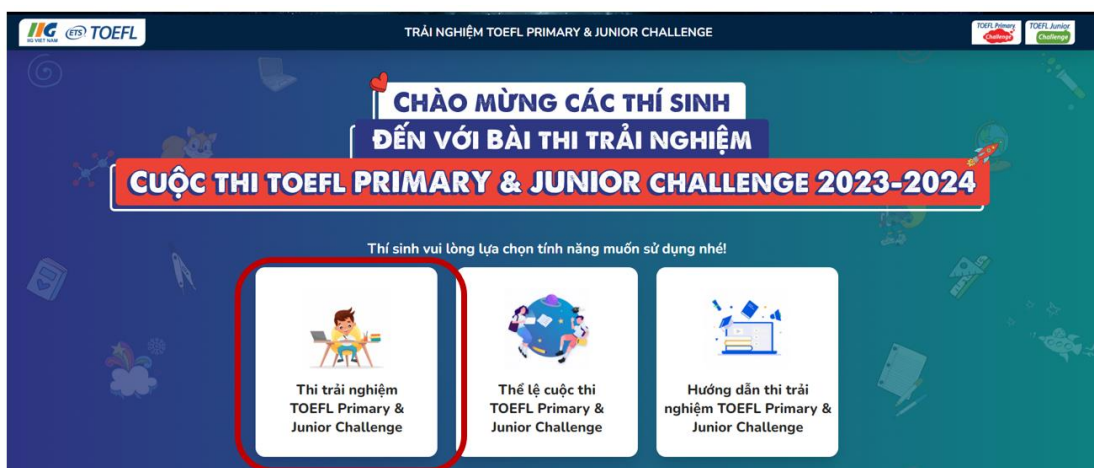 IIG VIET NAM
ETS TOEFL
TRẢI NGHIỆM TOEFL PRIMARY & JUNIOR CHALLENGE
TOEFL Primary
Challenge
TOEFL Junior
Challenge
CHÀO MỪNG CÁC THÍ SINH
ĐẾN VỚI BÀI THI TRẢI NGHIỆM
CUỘC THI TOEFL PRIMARY & JUNIOR CHALLENGE 2023-2024
Thí sinh vui lòng lựa chọn tính năng muốn sử dụng nhé!
Thi trải nghiệm
TOEFL Primary &
Junior Challenge
Thể lệ cuộc thi
TOEFL Primary &
Junior Challenge
Hướng dẫn thi trải
nghiệm TOEFL Primary &
Junior Challenge